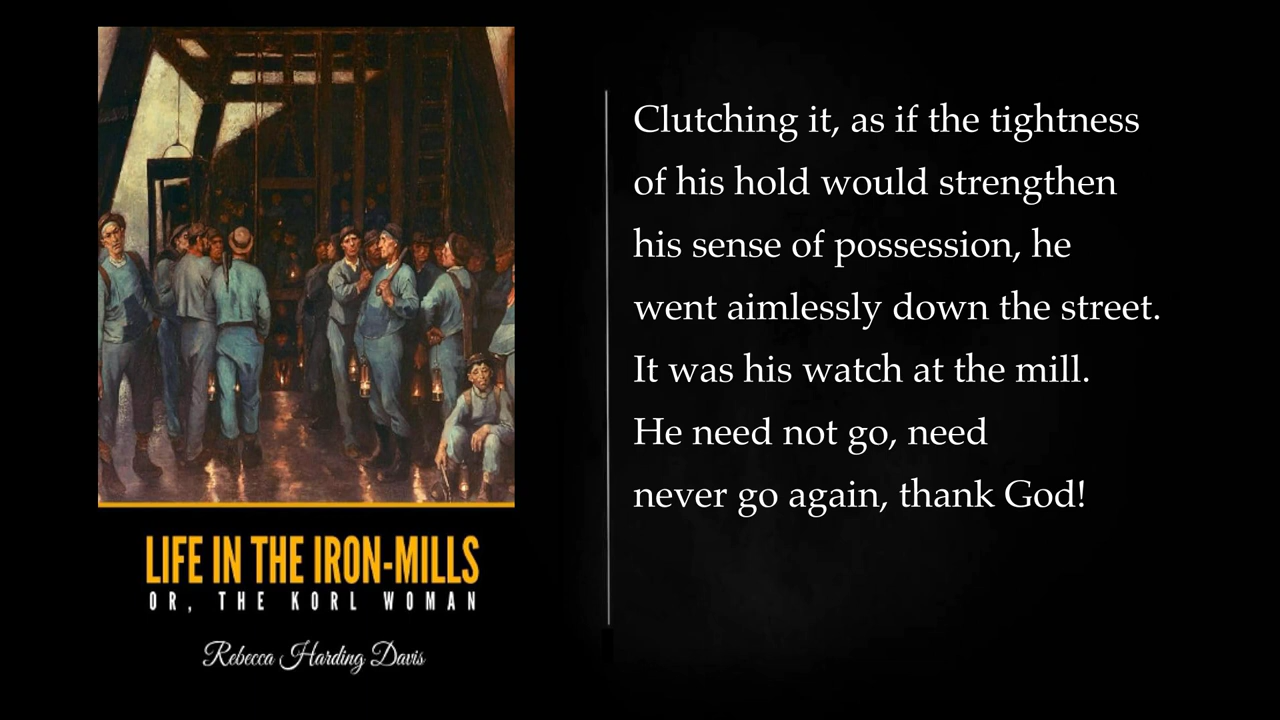 LIFE IN THE IRON-MILLS
OR, THE KORL WOMAN
Rebecca Harding Davis
Clutching it, as if the tightness
of his hold would strengthen
his sense of possession, he
went aimlessly down the street.
It was his watch at the mill.
He need not go, need
never go again, thank God!